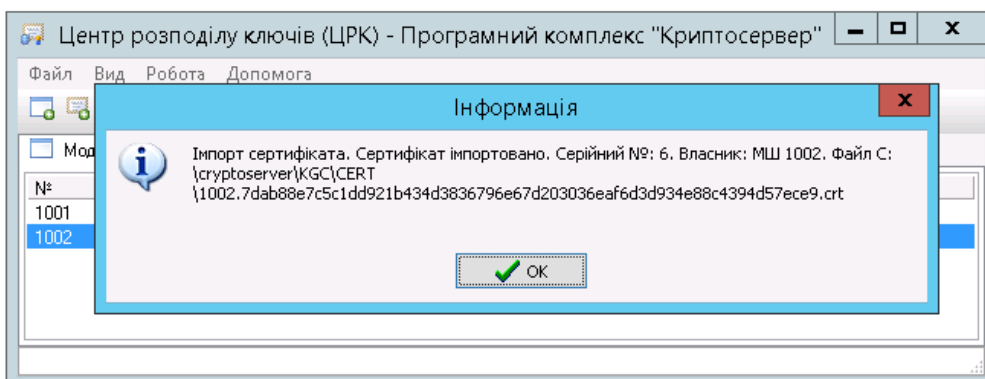 Центр розподілу ключів (ЦРК) - Програмний комплекс "Криптосервер"
Файл Вид Робота Допомога
Інформація
Імпорт сертифіката. Сертифікат імпортовано. Серійний №: 6. Власник: МШ 1002. Файл C:
\cryptoserver\KGC\CERT
\1002.7dab88e7c5c1dd921b434d3836796e67d203036eaf6d3d934e88c4394d57ece9.crt
№
1001
1002
OK